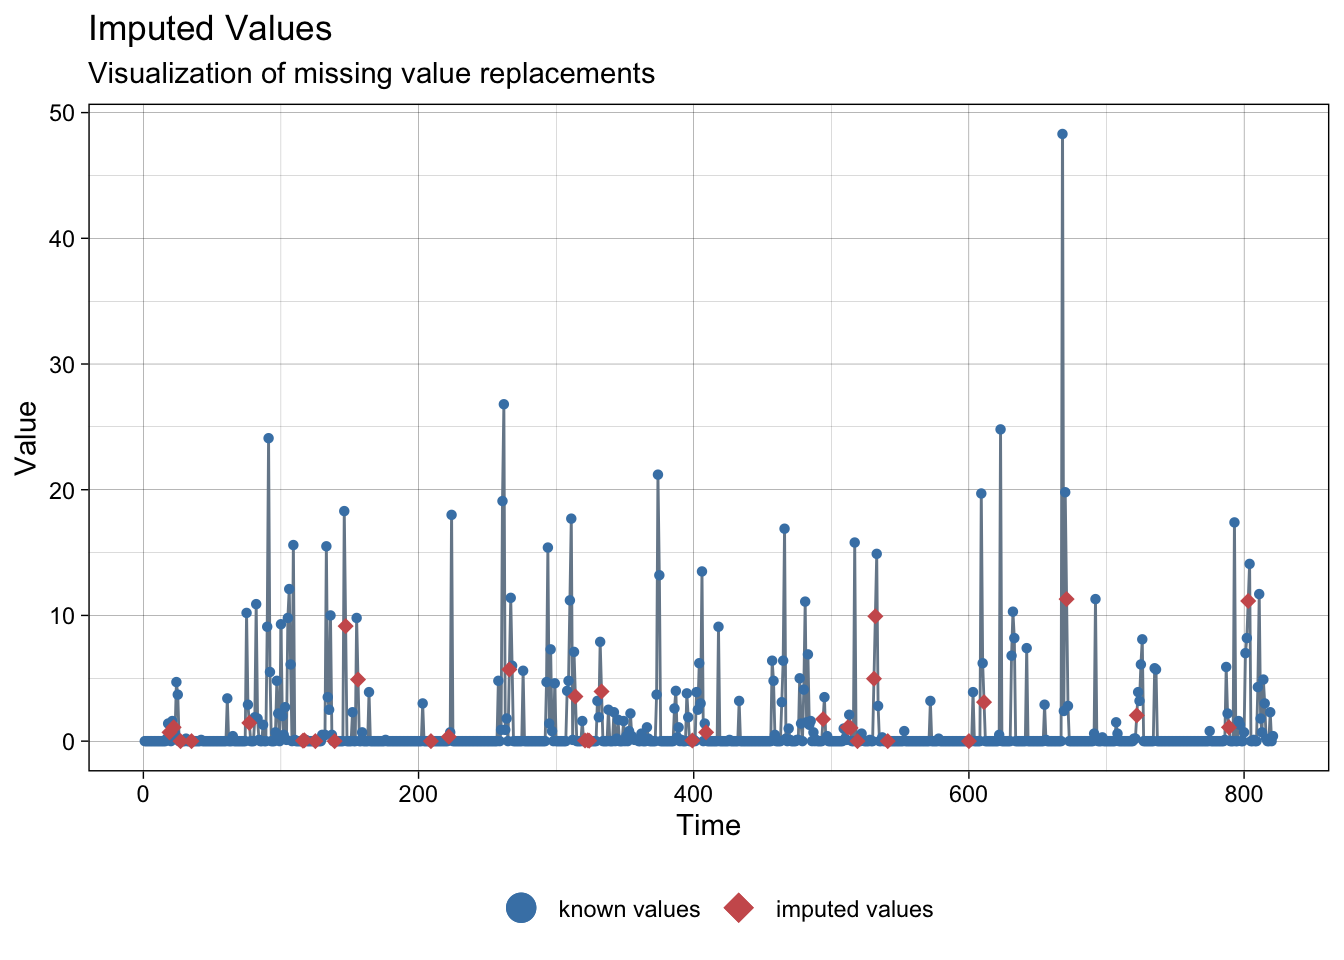 Imputed Values
Visualization of missing value replacements
50
40
30
20
10
0
Value
0 200 400 600 800
Time
known values imputed values